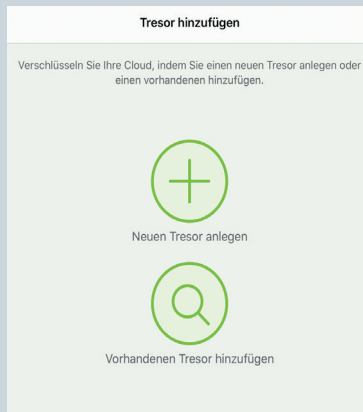 Tresor hinzufügen
Verschlüsseln Sie Ihre Cloud, indem Sie einen neuen Tresor anlegen oder
einen vorhandenen hinzufügen.
Neuen Tresor anlegen
Vorhandenen Tresor hinzufügen